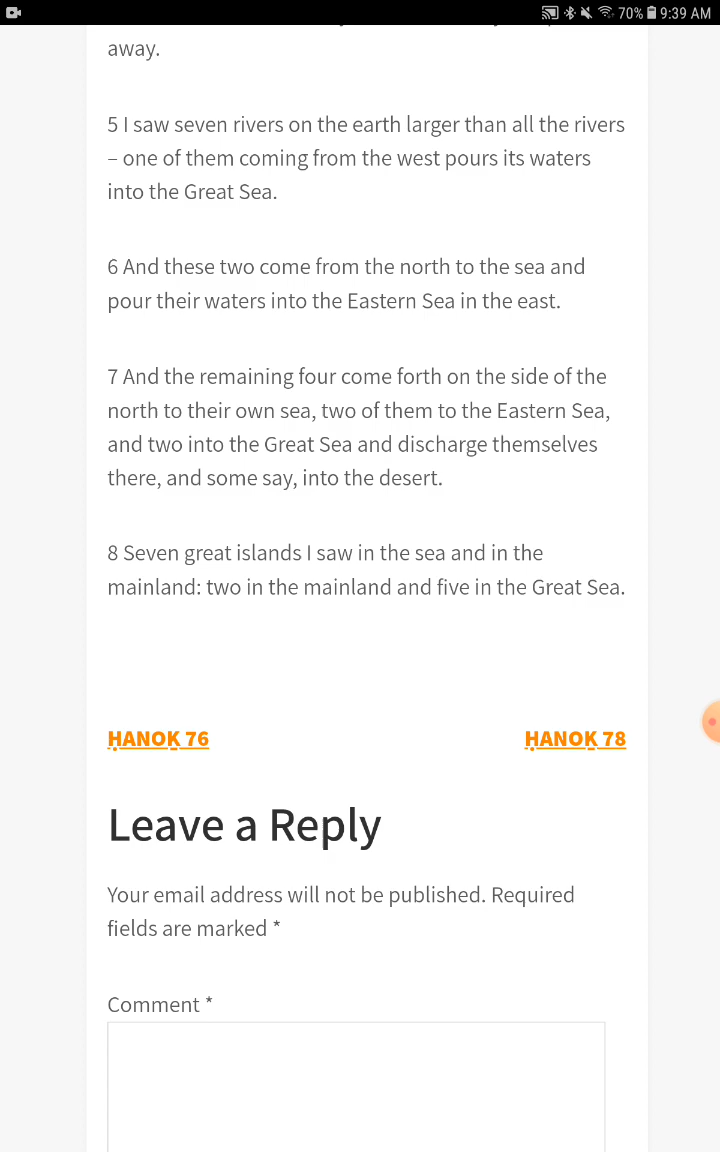 70% 9:39 AM
away.
5 I saw seven rivers on the earth larger than all the rivers
– one of them coming from the west pours its waters
into the Great Sea.
6 And these two come from the north to the sea and
pour their waters into the Eastern Sea in the east.
7 And the remaining four come forth on the side of the
north to their own sea, two of them to the Eastern Sea,
and two into the Great Sea and discharge themselves
there, and some say, into the desert.
8 Seven great islands I saw in the sea and in the
mainland: two in the mainland and five in the Great Sea.
ḤANOḴ 76
ḤANOḴ 78
Leave a Reply
Your email address will not be published. Required
fields are marked *
Comment *